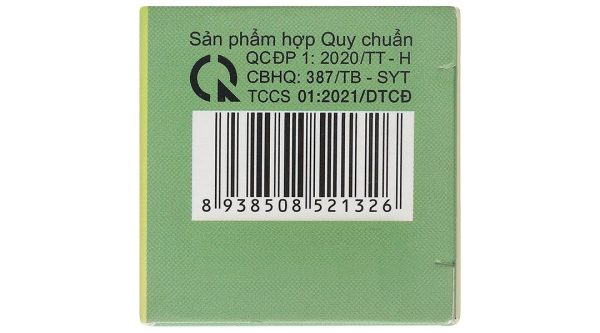 Sản phẩm hợp Quy chuẩn
QCĐP 1: 2020/TT - H
CBHQ: 387/TB - SYT
TCCS 01:2021/DTCĐ
8 938508 521326